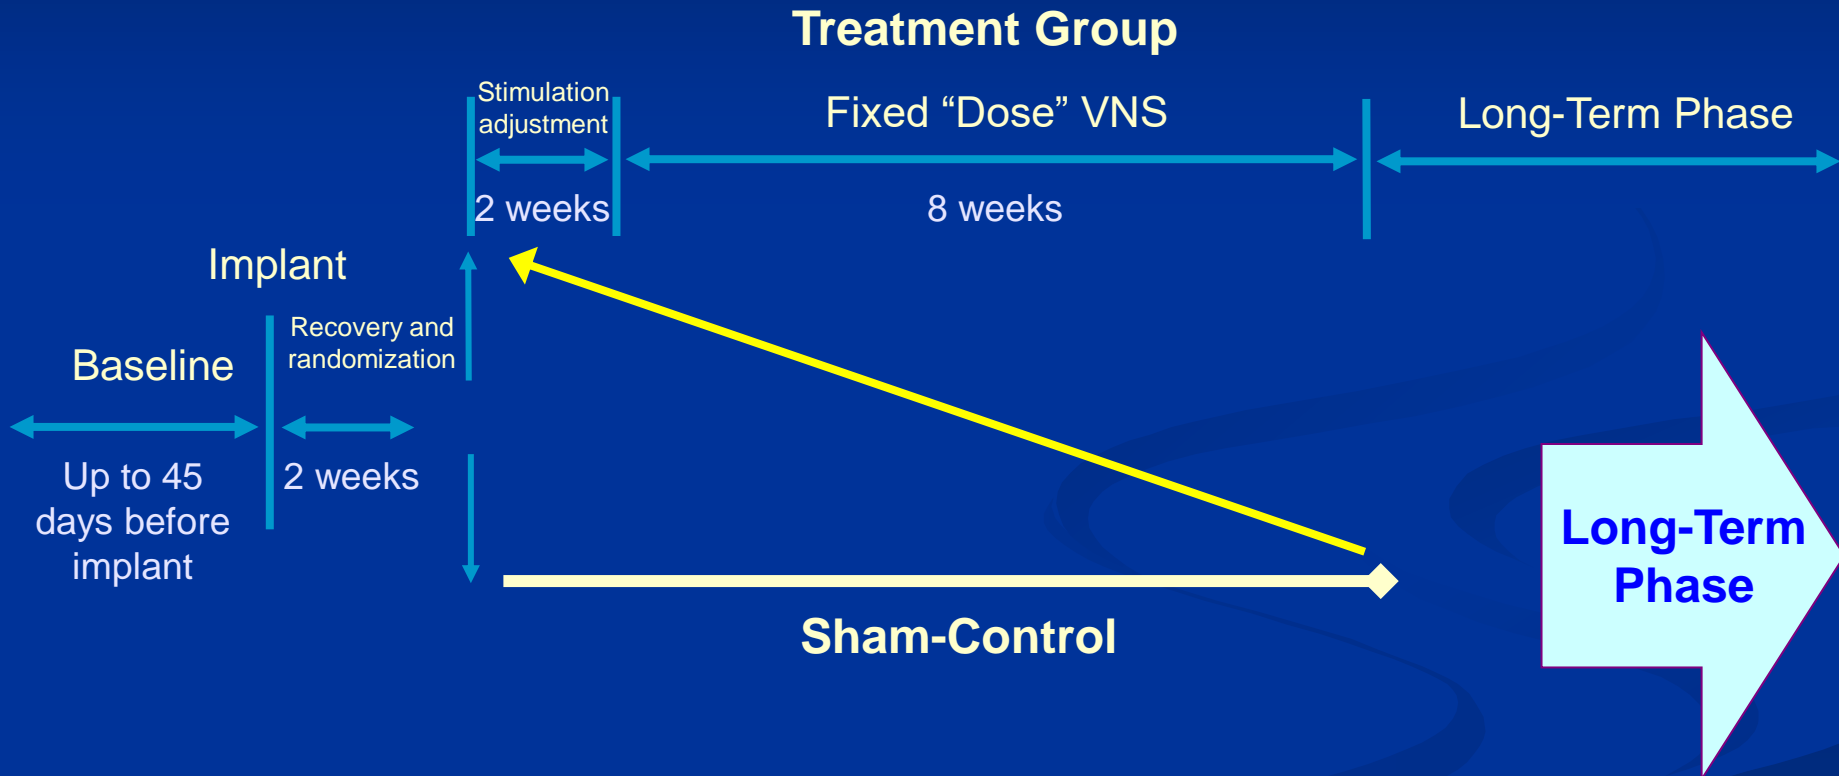 Treatment Group
Stimulation
adjustment
Fixed “Dose” VNS
Long-Term Phase
2 weeks
8 weeks
Implant
Recovery and
randomization
Baseline
Up to 45
days before
implant
2 weeks
Long-Term
Phase
Sham-Control